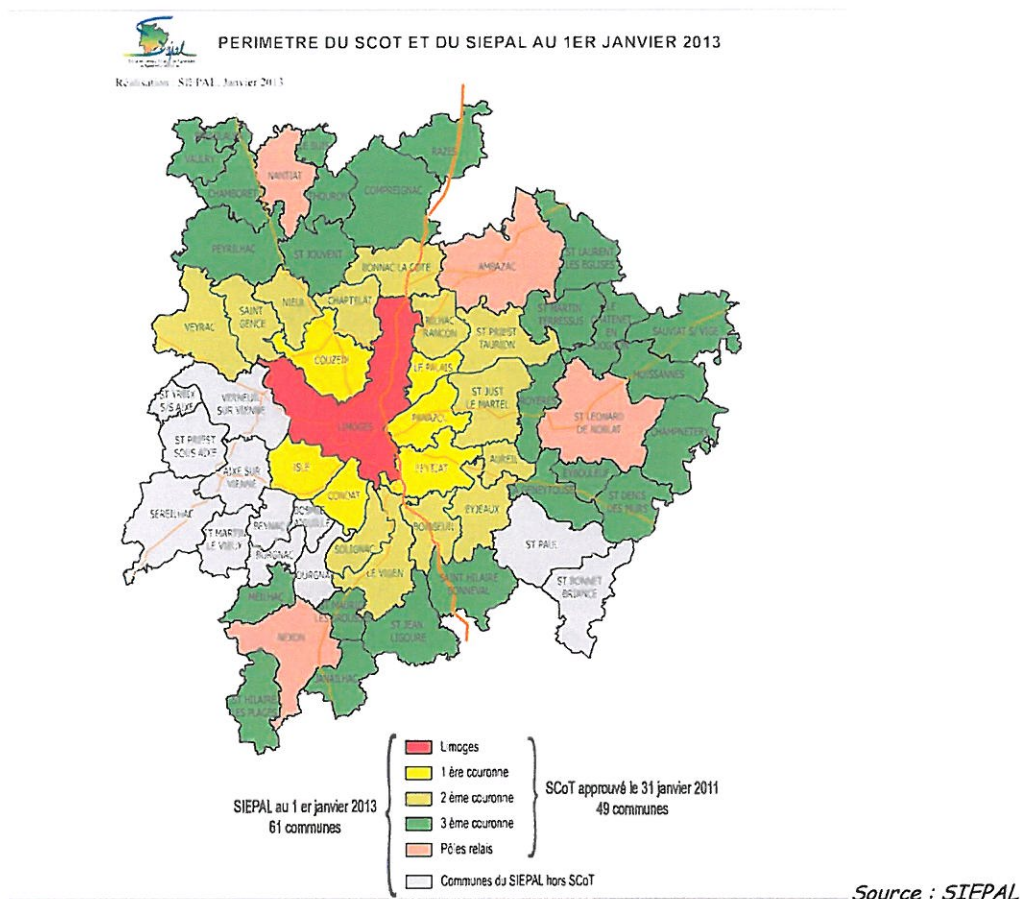 PERIMETRE DU SCOT ET DU SIEPAL AU 1ER JANVIER 2013
Réalisation : SIEPAL, Janvier 2013
RAZES
VAULRY
NANTIAT
CHAMBORET
THOURON
COMPREIGNAC
PEYRILHAC
ST JOUVENT
BONNAC LA COTE
AMBAZAC
ST LAURENT
LES EGLISES
NIEUL
CHAPTELAT
SAINT
GENCE
VEYRAC
RILHAC
RANCON
ST MARTIN
TERRESSUS
ST PRIEST
TAURION
COUZEIX
LE PALAIS
MOISSANNES
ST JUST
LE MARTEL
ROYERES
ST LEONARD
DE NOBLAT
CHAMPNETERY
VERNEUIL
SUR VIENNE
ST PRIEST
SOUS AIXE
LIMOGES
ISLE
CONDAT
AUREIL
EYBOULEUF
ST DENIS
DES MURS
AIXE SUR
VIENNE
SEREILHAC
ST MARTIN
LE VIEUX
BEYNAC
BURGNAC
EYJEAUX
BOISSEUIL
SOLIGNAC
LE VIGEN
ST PAUL
ST BONNET
BRIANCE
MEILHAC
SAINT HILAIRE
BONNEVAL
ST JEAN
LIGOURE
NEXON
JANAILHAC
ST HILAIRE
LES PLACES
SIEPAL au 1 er janvier 2013
61 communes
Limoges
1 ère couronne
2 ème couronne
3 ème couronne
Pôles relais
Communes du SIEPAL hors SCoT
SCoT approuvé le 31 janvier 2011
49 communes
Source : SIEPAL